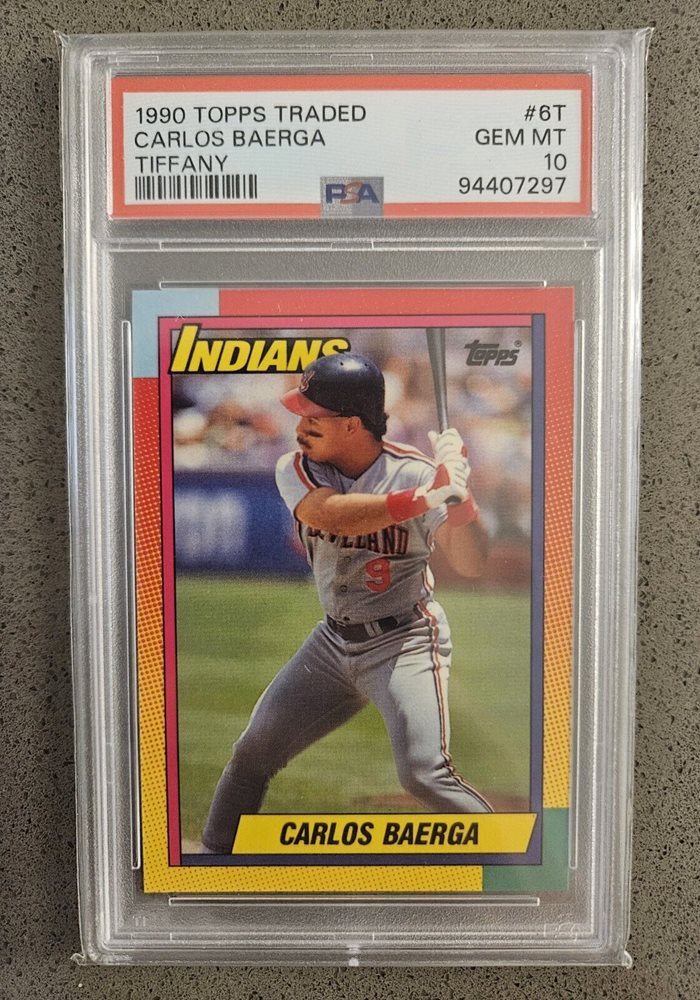 1990 TOPPS TRADED #6T
CARLOS BAERGA GEM MT
TIFFANY 10
PSA 94407297
INDIANS
Topps®
CLEVELAND
9
CARLOS BAERGA